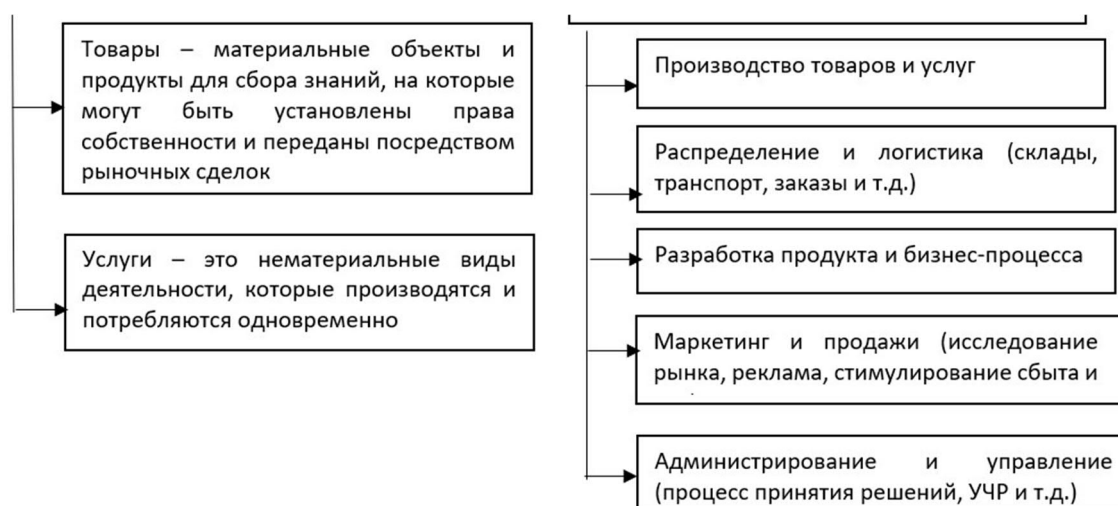 Товары – материальные объекты и
продукты для сбора знаний, на которые
могут быть установлены права
собственности и переданы посредством
рыночных сделок
Услуги – это нематериальные виды
деятельности, которые производятся и
потребляются одновременно
Производство товаров и услуг
Распределение и логистика (склады,
транспорт, заказы и т.д.)
Разработка продукта и бизнес-процесса
Маркетинг и продажи (исследование
рынка, реклама, стимулирование сбыта и
Администрирование и управление
(процесс принятия решений, УЧР и т.д.)